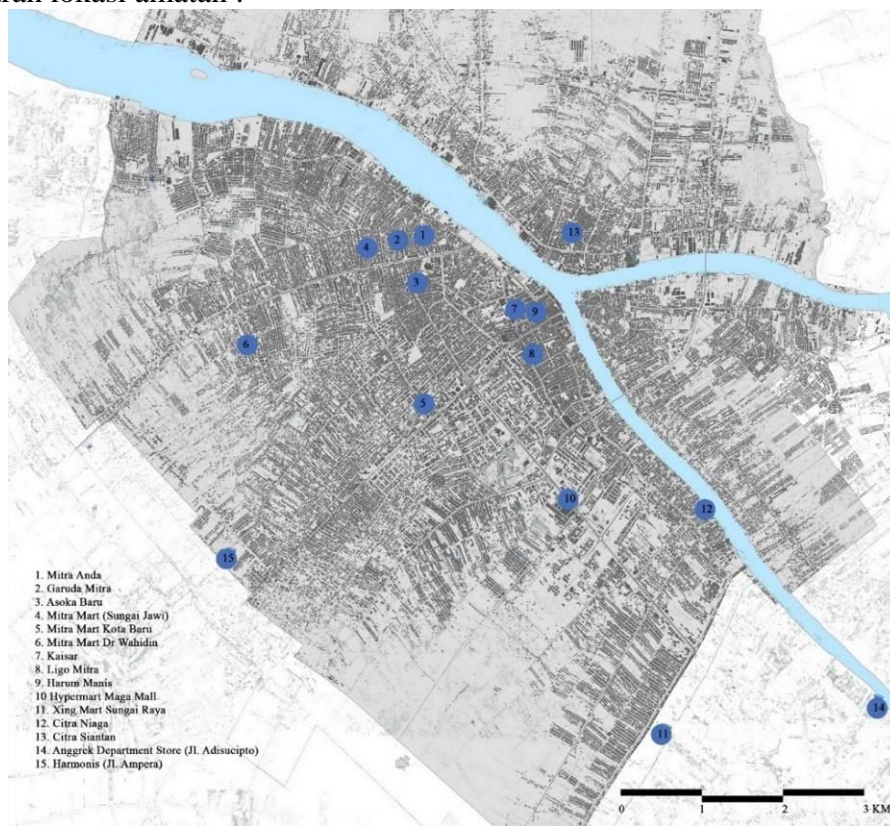 lokasi amatan :
1
13
2
4
3
7
9
6
8
5
10
12
15
1. Mitra Anda
2. Garuda Mitra
3. Asoka Baru
4. Mitra Mart (Sungai Jawi)
5. Mitra Mart Kota Baru
6. Mitra Mart Dr Wahidin
7. Kaisar
8. Ligo Mitra
9. Harum Manis
10 Hypermart Maga Mall
11. Xing Mart Sungai Raya
12. Citra Niaga
13. Citra Siantan
14. Anggrek Department Store (Jl. Adisucipto)
15. Harmonis (Jl. Ampera)
14
11
0 1 2 3 KM